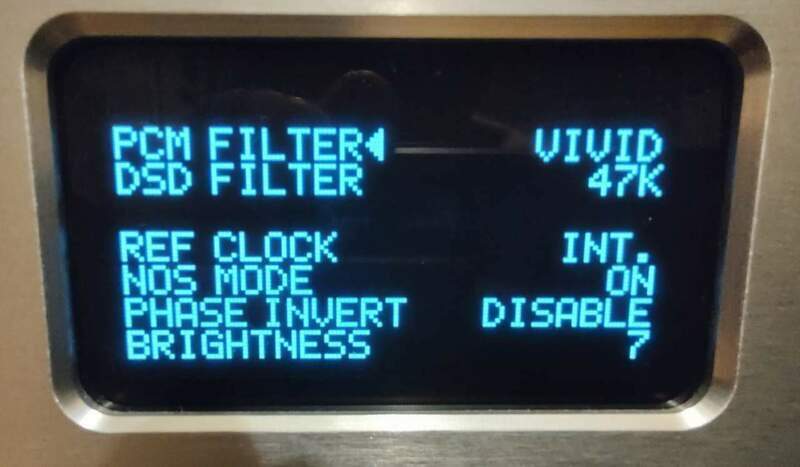 PCM FILTER◀ VIVID
DSD FILTER 47K
REF CLOCK INT.
NOS MODE ON
PHASE INVERT DISABLE
BRIGHTNESS 7